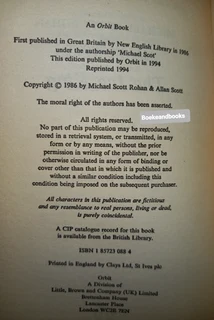 An Orbit Book
First published in Great Britain by New English Library in 1986
under the authorship 'Michael Scot'
This edition published by Orbit in 1994
Reprinted 1994
Copyright © 1986 by Michael Scott Rohan & Allan Scott
The moral right of the authors has been asserted.
Bookeandbooks
All rights reserved.
No part of this publication may be reproduced,
stored in a retrieval system, or transmitted, in any
form or by any means, without the prior
permission in writing of the publisher, nor be
otherwise circulated in any form of binding or
cover other than that in which it is published and
without a similar condition including this
condition being imposed on the subsequent purchaser.
All characters in this publication are fictitious
and any resemblance to real persons, living or dead,
is purely coincidental.
A CIP catalogue record for this book
is available from the British Library.
ISBN 1 85723 088 4
Printed in England by Clays Ltd, St Ives plc
Orbit
A Division of
Little, Brown and Company (UK) Limited
Brettenham House
Lancaster Place
London WC2E 7EN